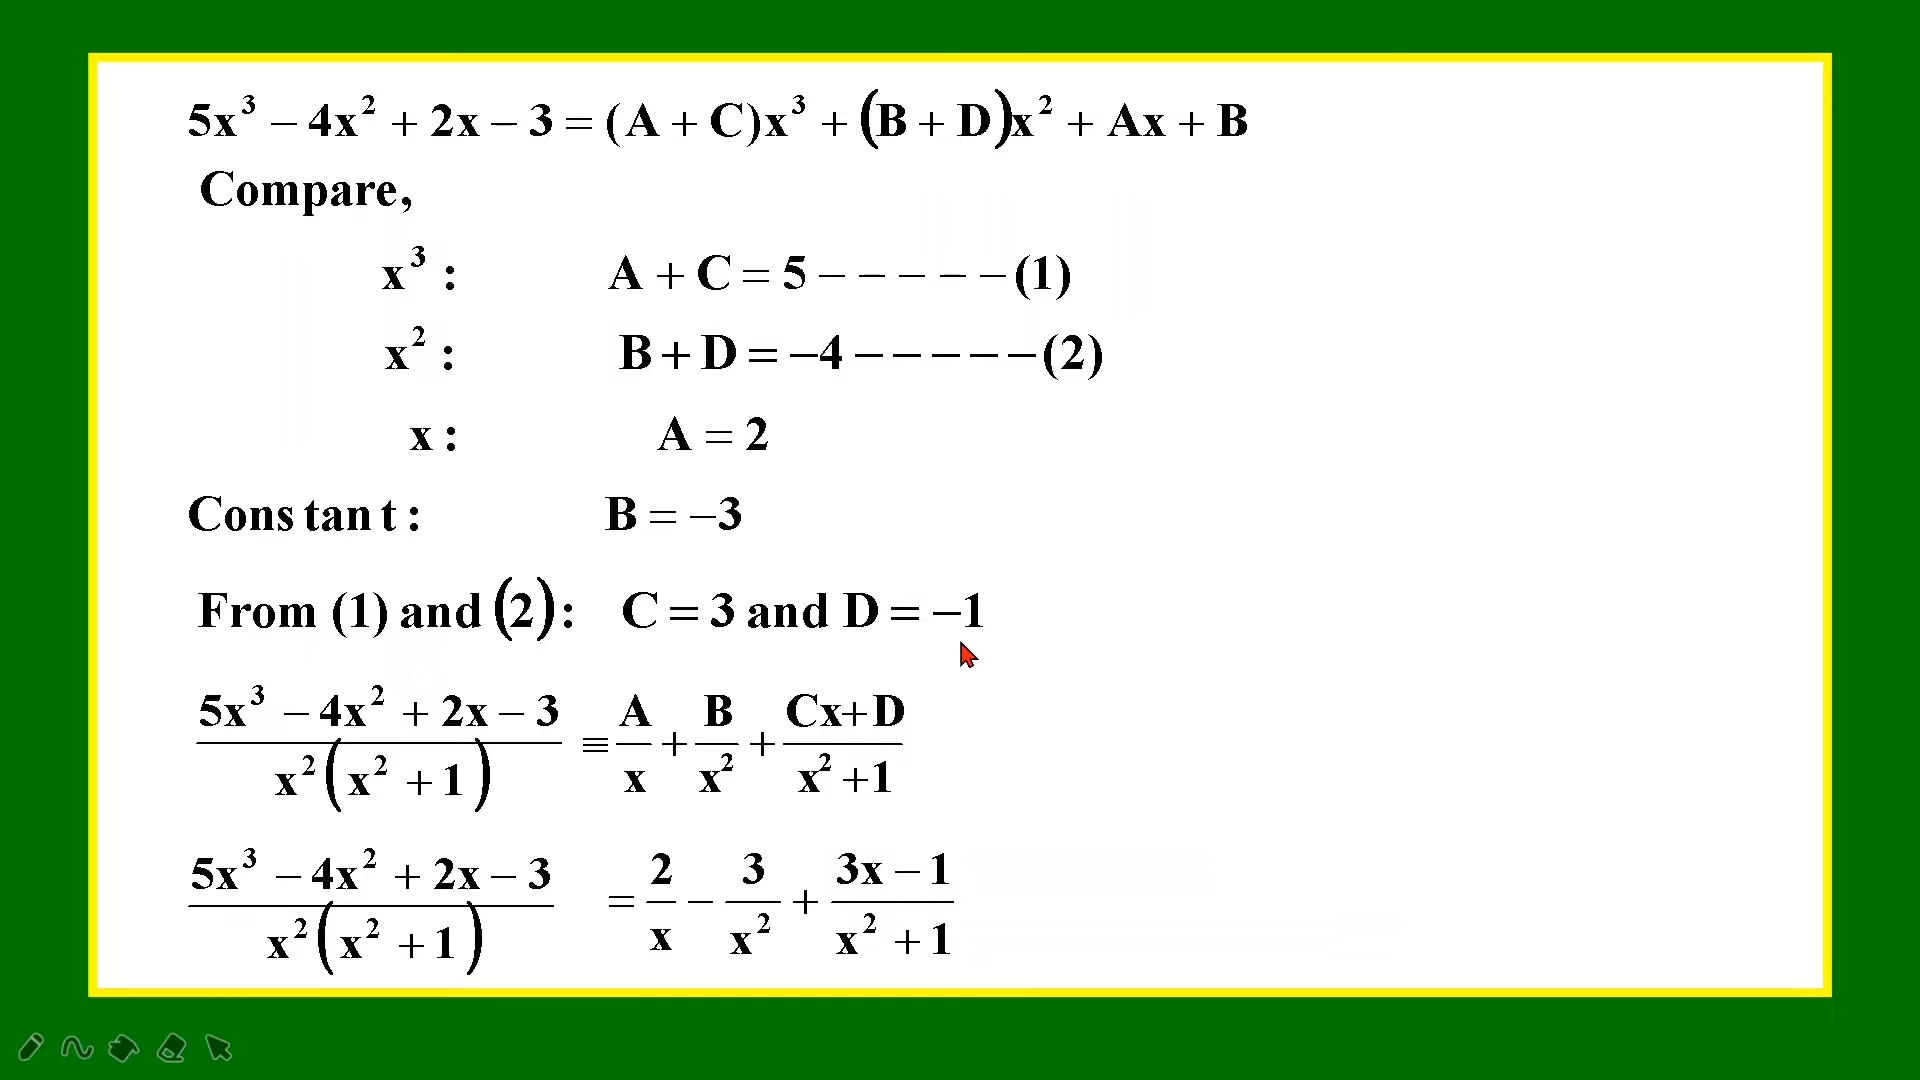 5x³ − 4x² + 2x − 3 = (A + C)x³ + (B + D)x² + Ax + B
Compare,
x³ : A + C = 5 − − − − − (1)
x² : B + D = −4 − − − − − (2)
x : A = 2
Cons tan t : B = −3
From (1) and (2) : C = 3 and D = −1
5x³ − 4x² + 2x − 3 / x²(x² + 1) ≡ A/x + B/x² + Cx+D/x² +1
5x³ − 4x² + 2x − 3 / x²(x² + 1) = 2/x − 3/x² + 3x − 1/x² + 1